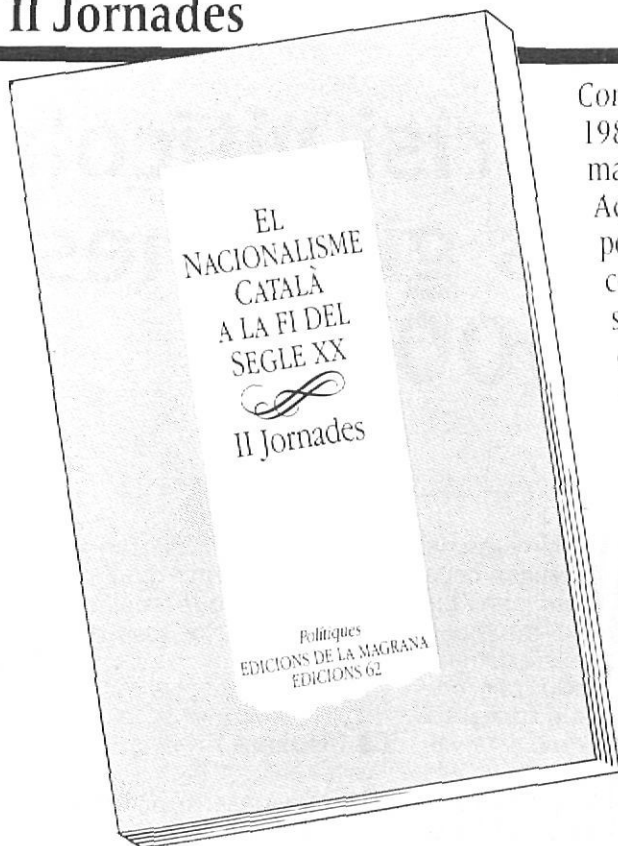 II Jornades
EL
NACIONALISME
CATALÀ
A LA FI DEL
SEGLE XX
II Jornades
Polítiques
EDICIONS DE LA MAGRANA
EDICIONS 62
198